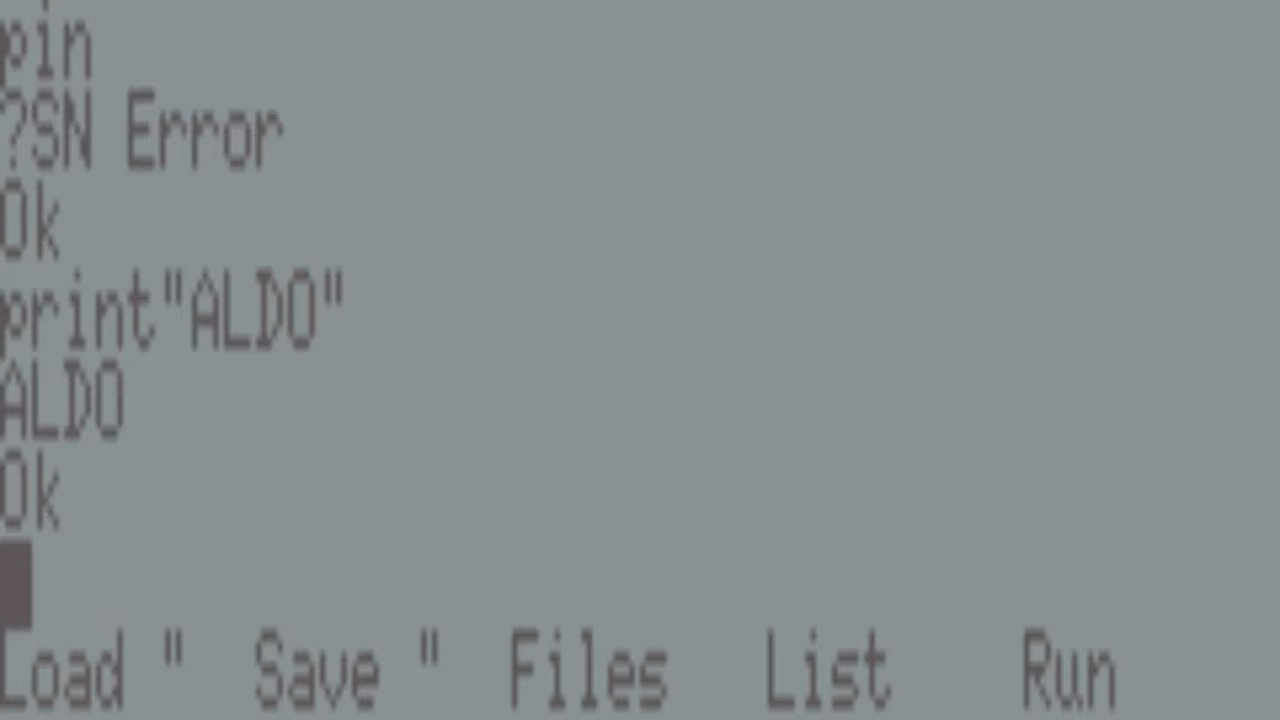 pin
?SN Error
Ok
print"ALDO"
ALDO
Ok
Load " Save " Files List Run